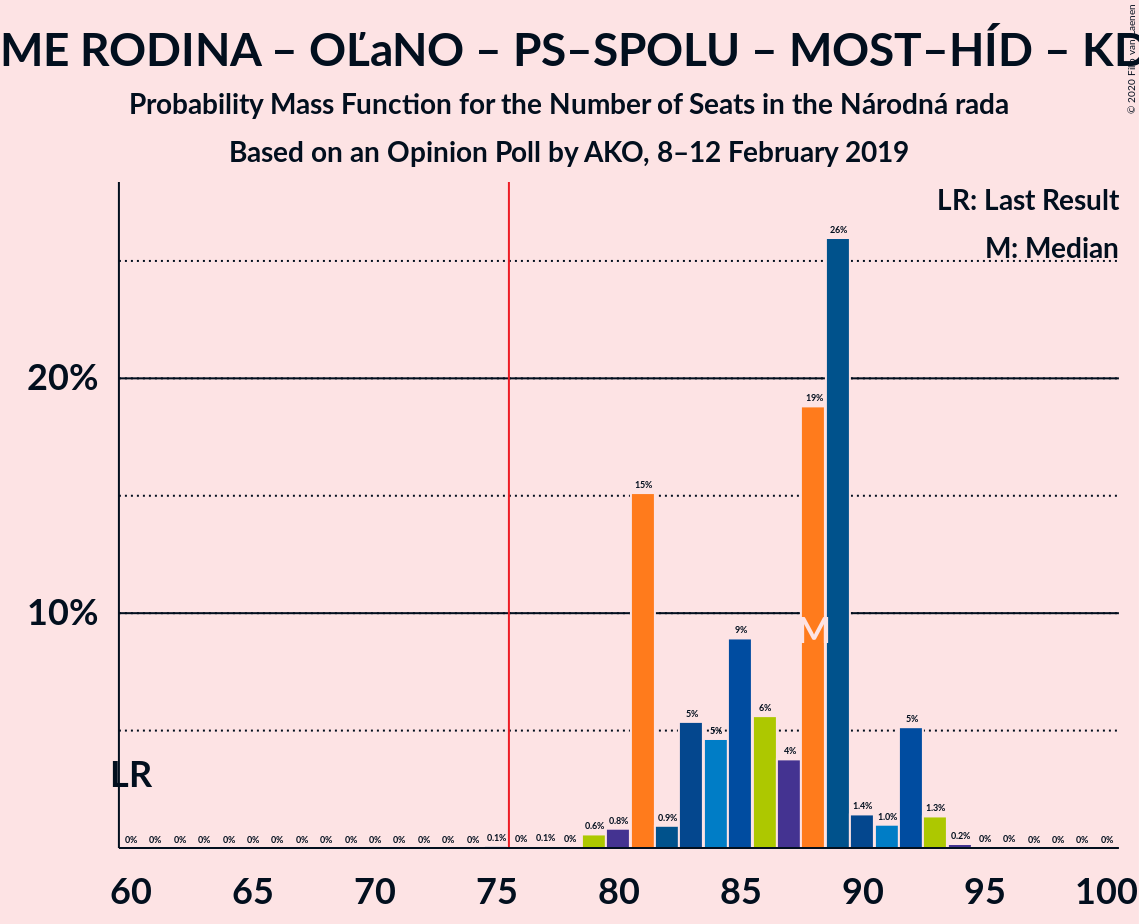 ME RODINA – OĽaNO – PS–SPOLU – MOST–HÍD – KD
© 2020 Filip van Laenen
Probability Mass Function for the Number of Seats in the Národná rada
Based on an Opinion Poll by AKO, 8–12 February 2019
LR: Last Result
M: Median
26%
20%
19%
15%
10%
9%
M
6%
5%
5%
5%
4%
LR
1.4%
1.3%
1.0%
0.9%
0.8%
0.6%
0% 0% 0% 0% 0% 0% 0% 0% 0% 0% 0% 0% 0% 0% 0% 0.1% 0% 0.1% 0% 0.2% 0% 0% 0% 0% 0% 0%
60 65 70 75 80 85 90 95 100